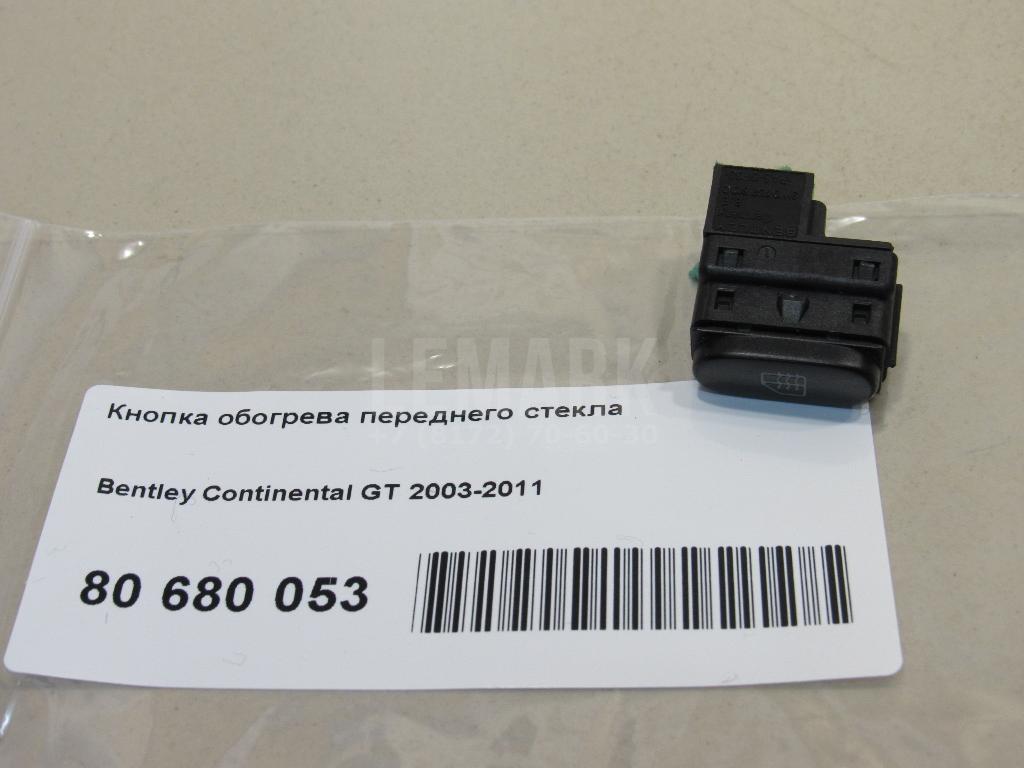 LEMARK
+7 (8172) 70-60-30
Кнопка обогрева переднего стекла
Bentley Continental GT 2003-2011
80 680 053